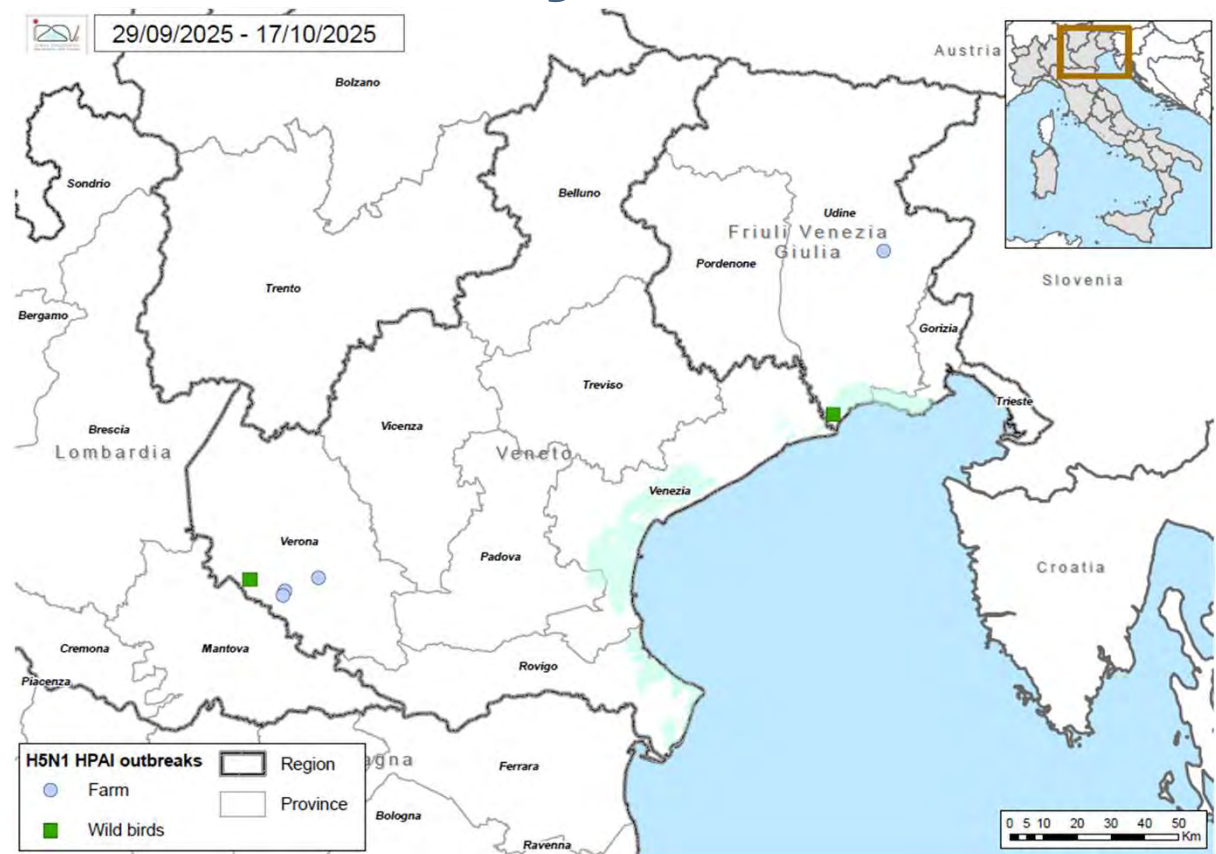 29/09/2025 - 17/10/2025
Austria
Bolzano
Sondrio
Belluno
Udine
Friuli Venezia
Giulia
Pordenone
Slovenia
Trento
Bergamo
Gorizia
Treviso
Trieste
Brescia
Lombardia
Vicenza
Veneto
Venezia
Verona
Padova
Croatia
Cremona
Mantova
Rovigo
Piacenza
H5N1 HPAI outbreaks
Farm
Wild birds
Region
Province
agna
Ferrara
Bologna
Ravenna
0 5 10 20 30 40 50
Km